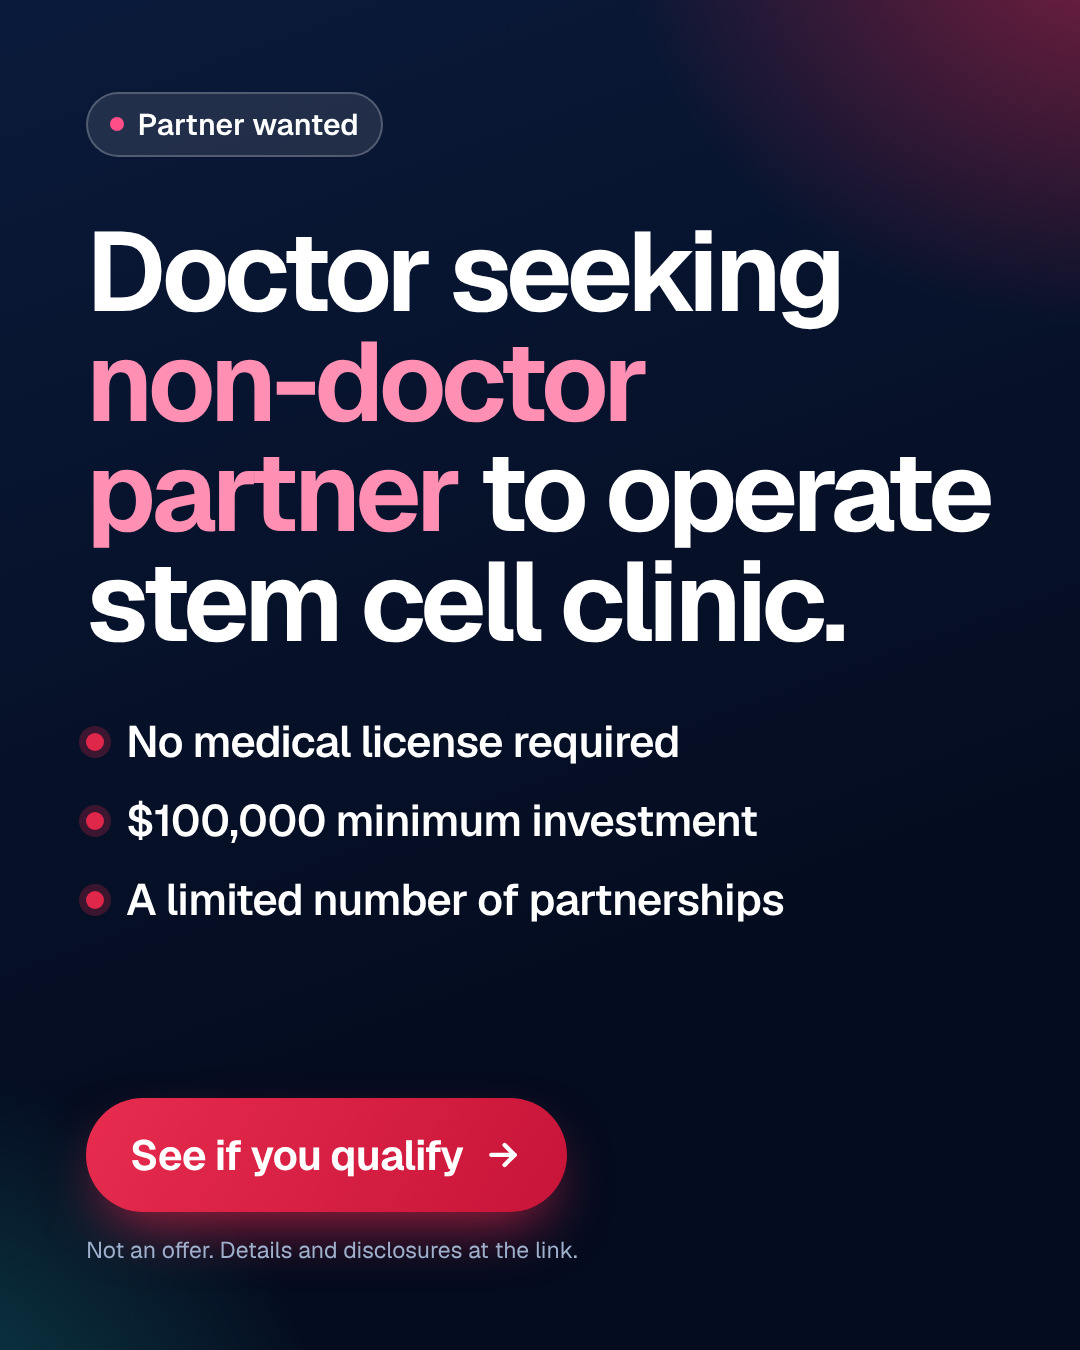 Partner wanted
Doctor seeking
non-doctor
partner to operate
stem cell clinic.
No medical license required
$100,000 minimum investment
A limited number of partnerships
See if you qualify →
Not an offer. Details and disclosures at the link.